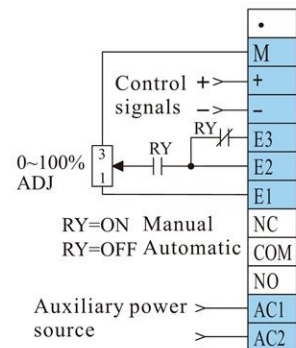 •
M
Control + +
signals - -
RY E3
RY
0~100% 3 E2
ADJ 1
E1
RY=ON Manual NC
RY=OFF Automatic COM
NO
Auxiliary power AC1
source AC2